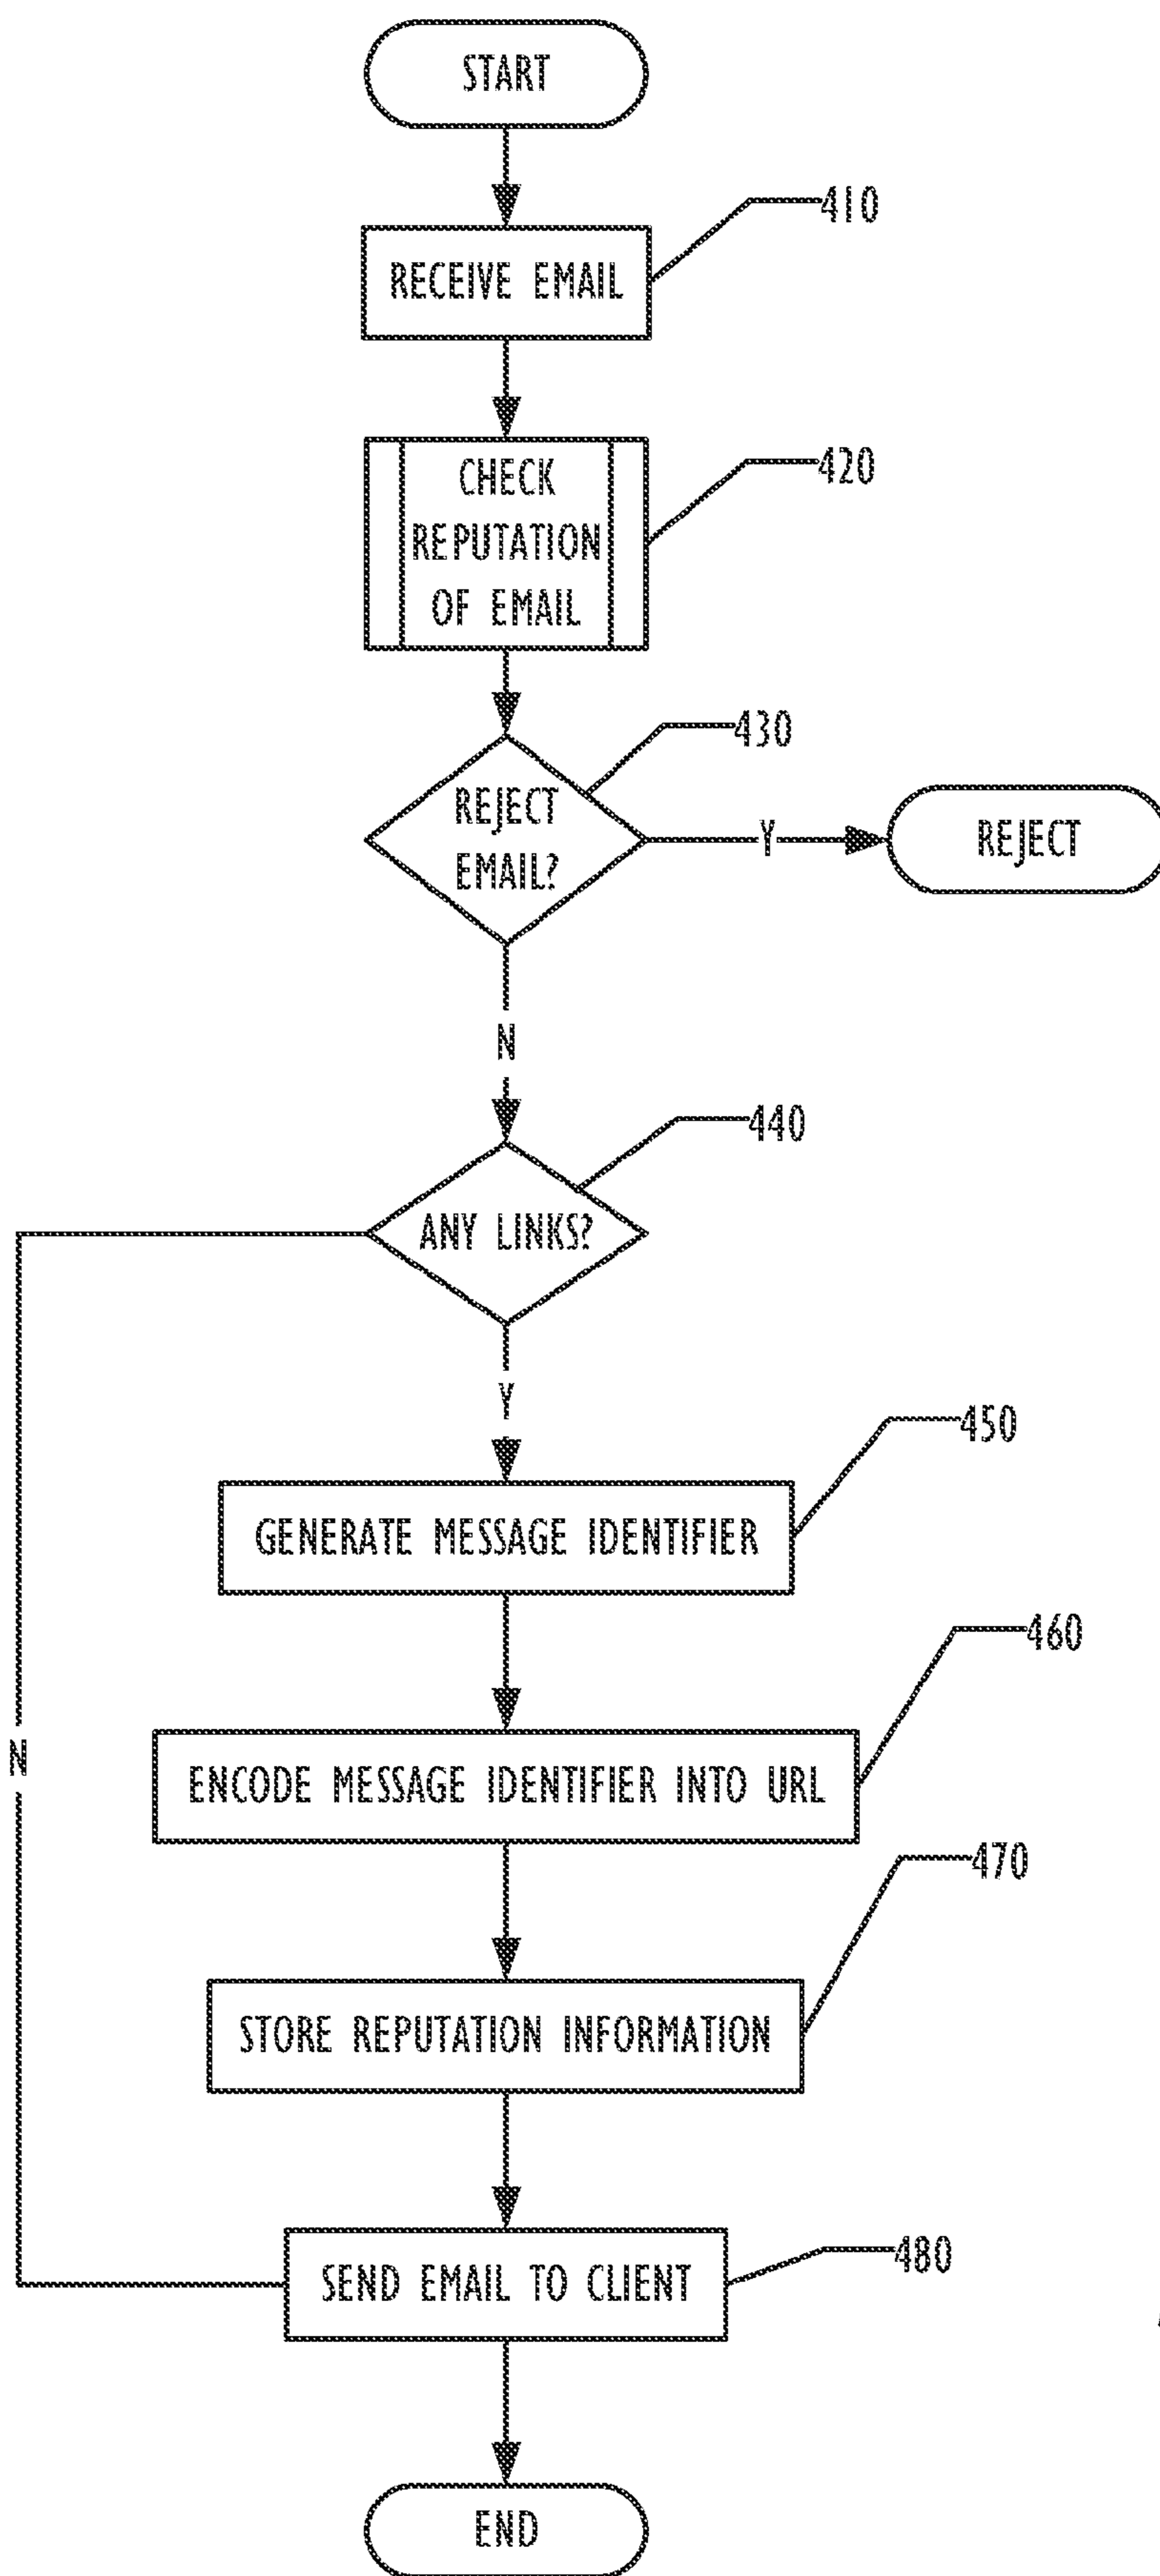 START
410
RECEIVE EMAIL
420
CHECK
REPUTATION
OF EMAIL
430
REJECT
EMAIL?
Y
REJECT
N
440
ANY LINKS?
Y
450
GENERATE MESSAGE IDENTIFIER
460
N
ENCODE MESSAGE IDENTIFIER INTO URL
470
STORE REPUTATION INFORMATION
480
SEND EMAIL TO CLIENT
END